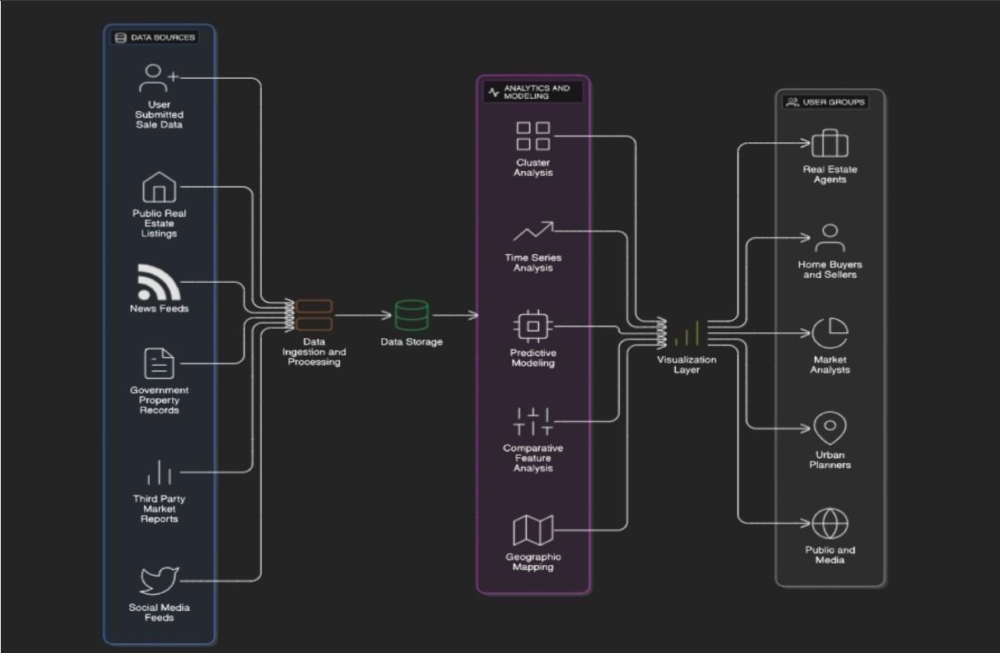 DATA SOURCES
User
Submitted
Sale Data
Public Real
Estate
Listings
News Feeds
Government
Property
Records
Third Party
Market
Reports
Social Media
Feeds
Data
Ingestion and
Processing
Data Storage
ANALYTICS AND
MODELING
Cluster
Analysis
Time Series
Analysis
Predictive
Modeling
Comparative
Feature
Analysis
Geographic
Mapping
Visualization
Layer
USER GROUPS
Real Estate
Agents
Home Buyers
and Sellers
Market
Analysts
Urban
Planners
Public and
Media